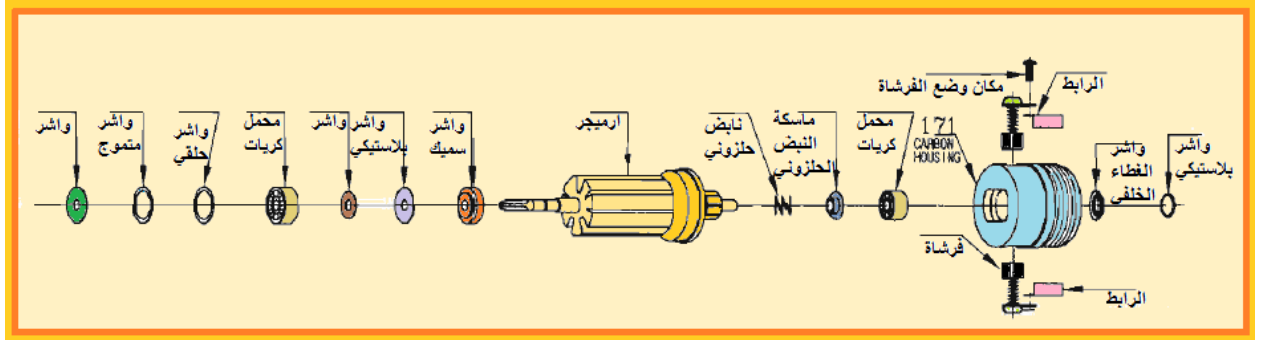 واشر
واشر
متموج
واشر
حلقي
محمل
كريات
واشر
واشر
بلاستيكي
واشر
سميك
ارميجر
نابض
حلزوني
ماسكة
النبض
الحلزوني
محمل
كريات
171
CARBON
HOUSING
مكان وضع الفرشاة
الرابط
واشر
الغطاء
الخلفي
واشر
بلاستيكي
فرشاة
الرابط